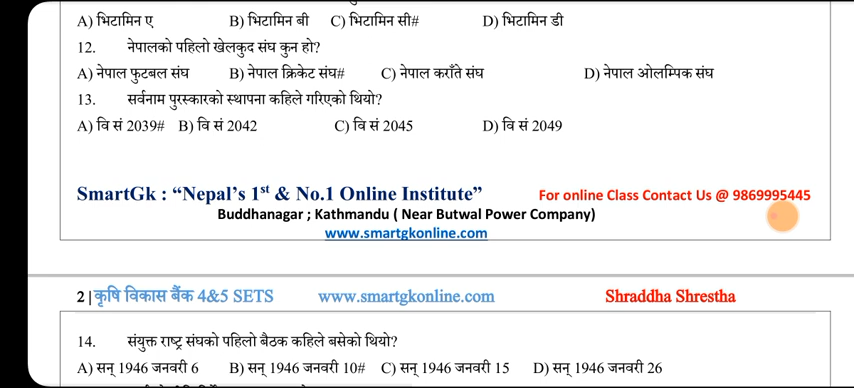 A) भिटामिन ए B) भिटामिन बी C) भिटामिन सी# D) भिटामिन डी
12. नेपालको पहिलो खेलकुद संघ कुन हो?
A) नेपाल फुटबल संघ B) नेपाल क्रिकेट संघ# C) नेपाल कराँते संघ D) नेपाल ओलम्पिक संघ
13. सर्वनाम पुरस्कारको स्थापना कहिले गरिएको थियो?
A) वि सं 2039# B) वि सं 2042 C) वि सं 2045 D) वि सं 2049
SmartGk : “Nepal’s 1st & No.1 Online Institute” For online Class Contact Us @ 9869995445
Buddhanagar ; Kathmandu ( Near Butwal Power Company)
www.smartgkonline.com
2 | कृषि विकास बैंक 4&5 SETS www.smartgkonline.com Shraddha Shrestha
14. संयुक्त राष्ट्र संघको पहिलो बैठक कहिले बसेको थियो?
A) सन् 1946 जनवरी 6 B) सन् 1946 जनवरी 10# C) सन् 1946 जनवरी 15 D) सन् 1946 जनवरी 26